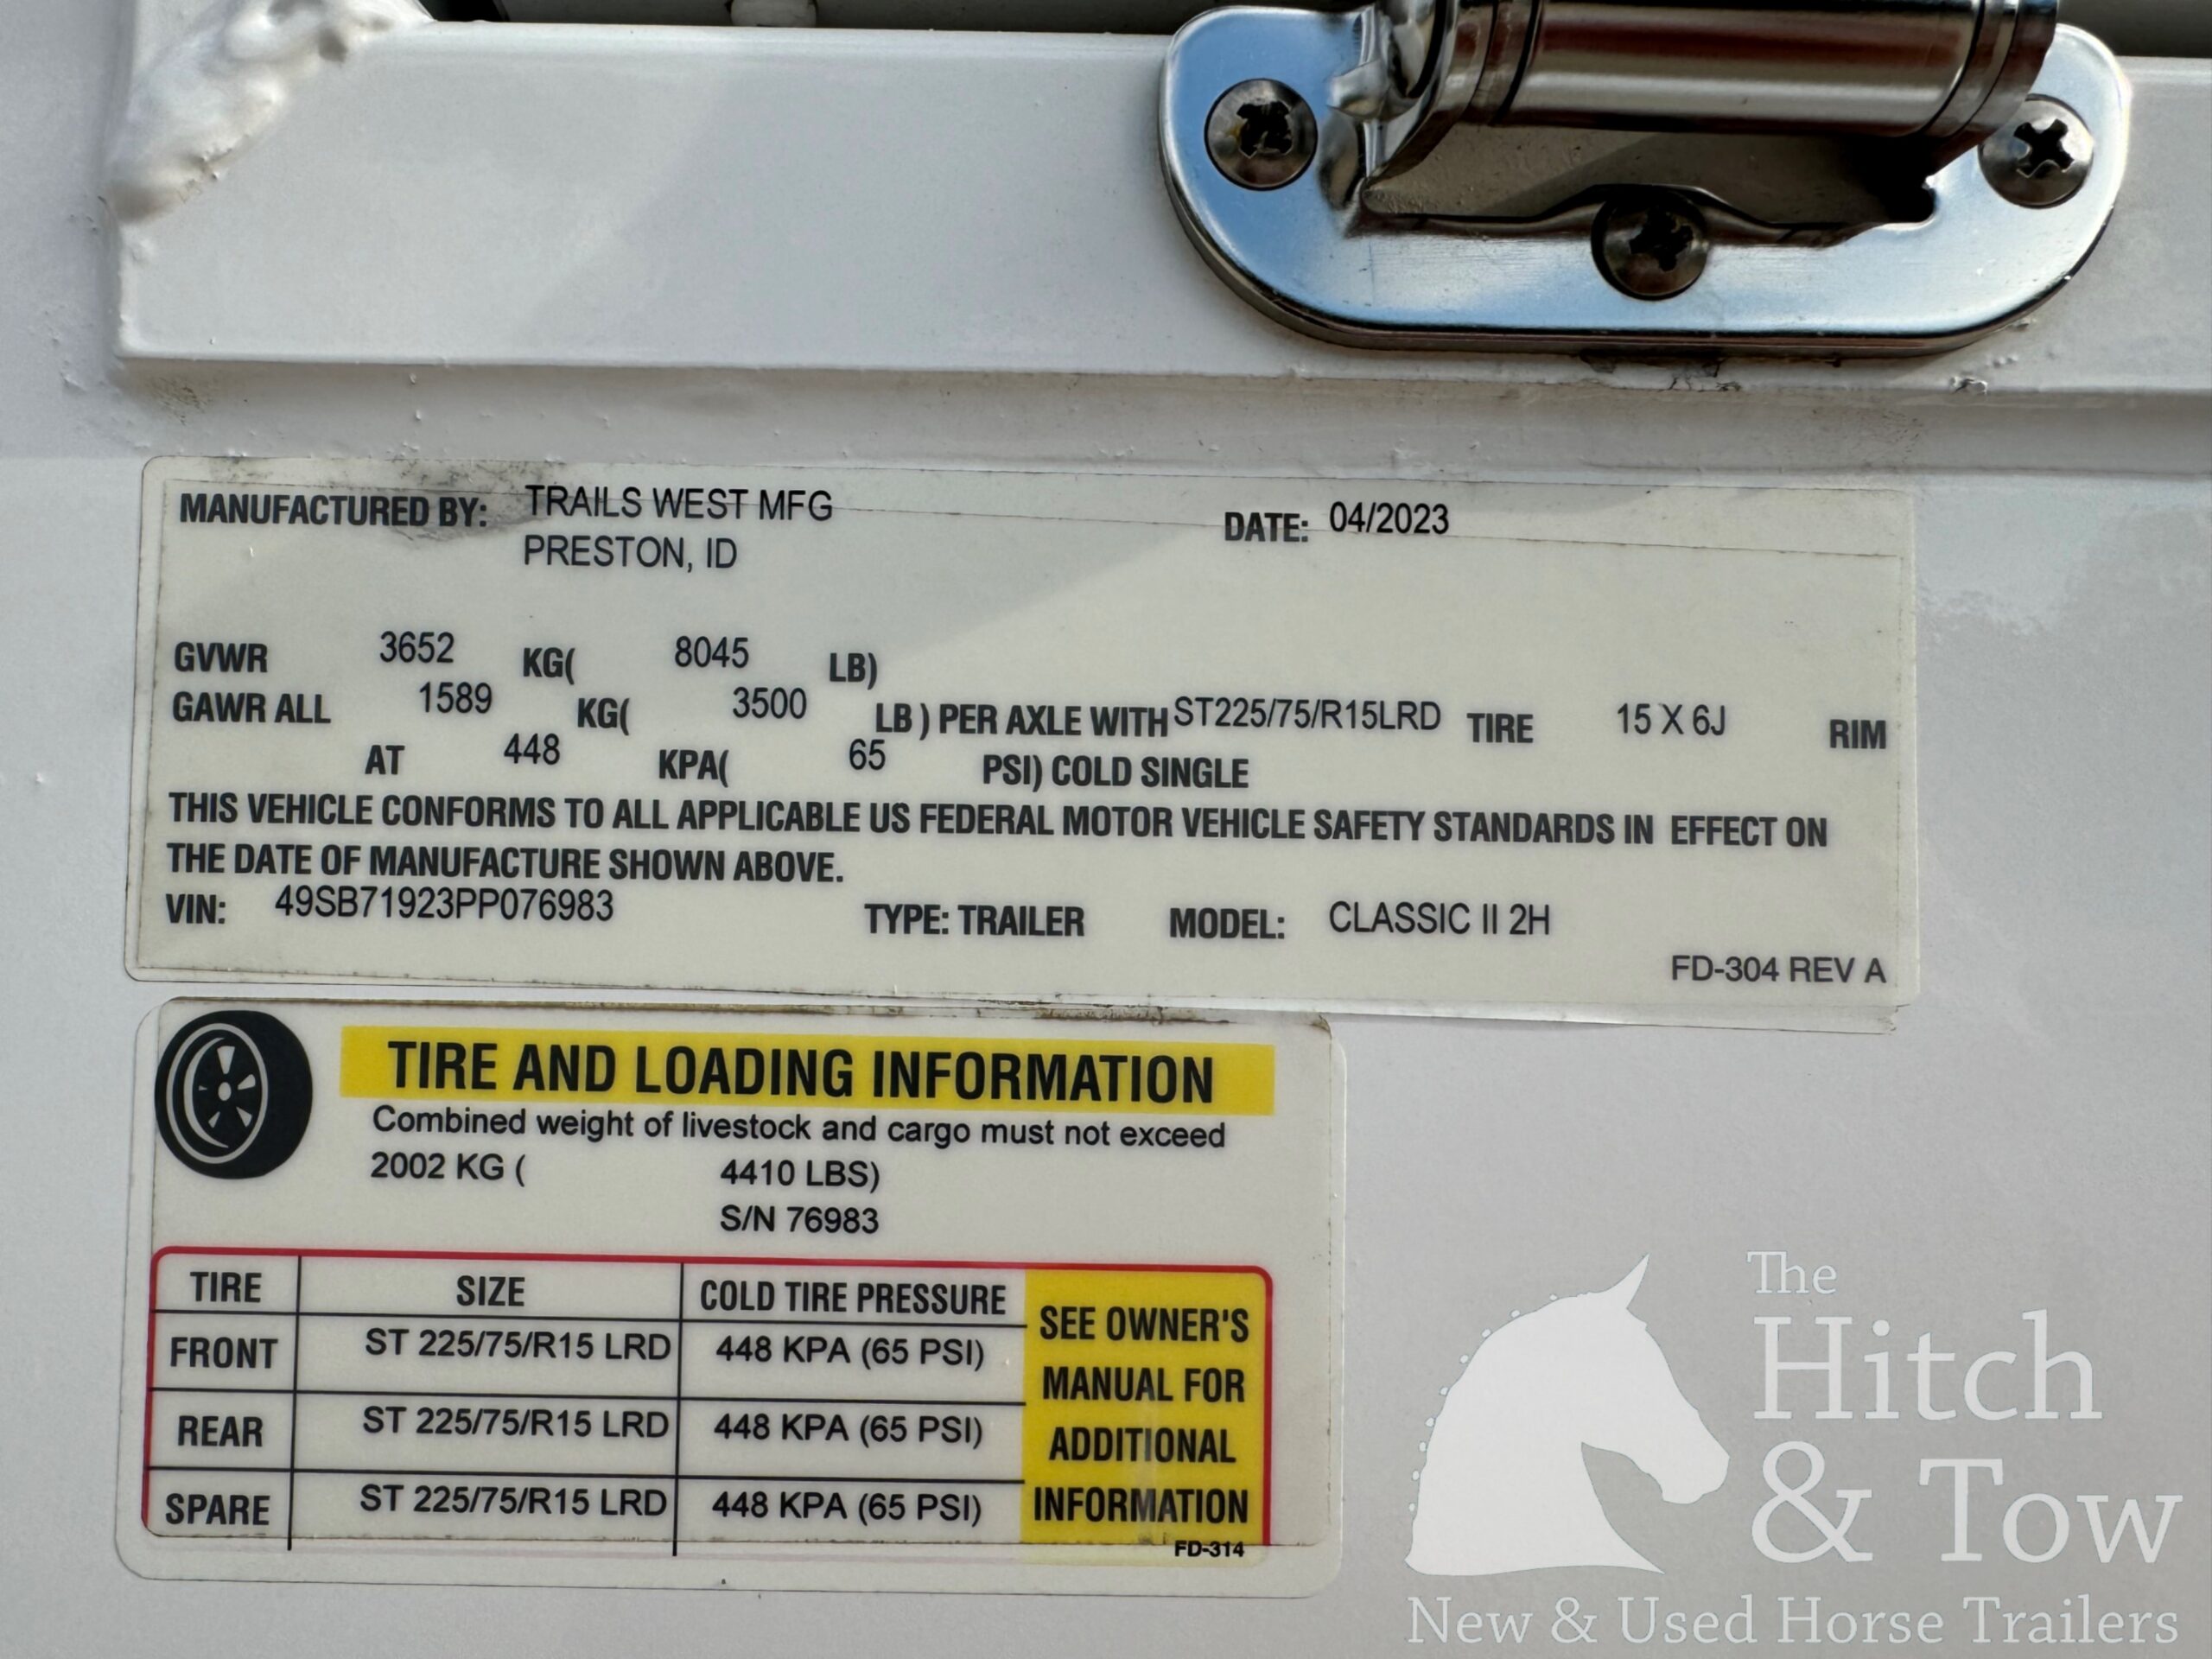 MANUFACTURED BY: TRAILS WEST MFG DATE: 04/2023
PRESTON, ID
GVWR 3652 KG( 8045 LB)
GAWR ALL 1589 KG( 3500 LB) PER AXLE WITH ST225/75/R15LRD TIRE 15 X 6J RIM
AT 448 KPA( 65 PSI) COLD SINGLE
THIS VEHICLE CONFORMS TO ALL APPLICABLE US FEDERAL MOTOR VEHICLE SAFETY STANDARDS IN EFFECT ON
THE DATE OF MANUFACTURE SHOWN ABOVE.
VIN: 49SB71923PP076983 TYPE: TRAILER MODEL: CLASSIC II 2H
FD-304 REV A
TIRE AND LOADING INFORMATION
Combined weight of livestock and cargo must not exceed
2002 KG ( 4410 LBS)
S/N 76983
TIRE SIZE COLD TIRE PRESSURE
FRONT ST 225/75/R15 LRD 448 KPA (65 PSI)
REAR ST 225/75/R15 LRD 448 KPA (65 PSI)
SPARE ST 225/75/R15 LRD 448 KPA (65 PSI)
SEE OWNER'S
MANUAL FOR
ADDITIONAL
INFORMATION
FD-314
The
Hitch
& Tow
New & Used Horse Trailers